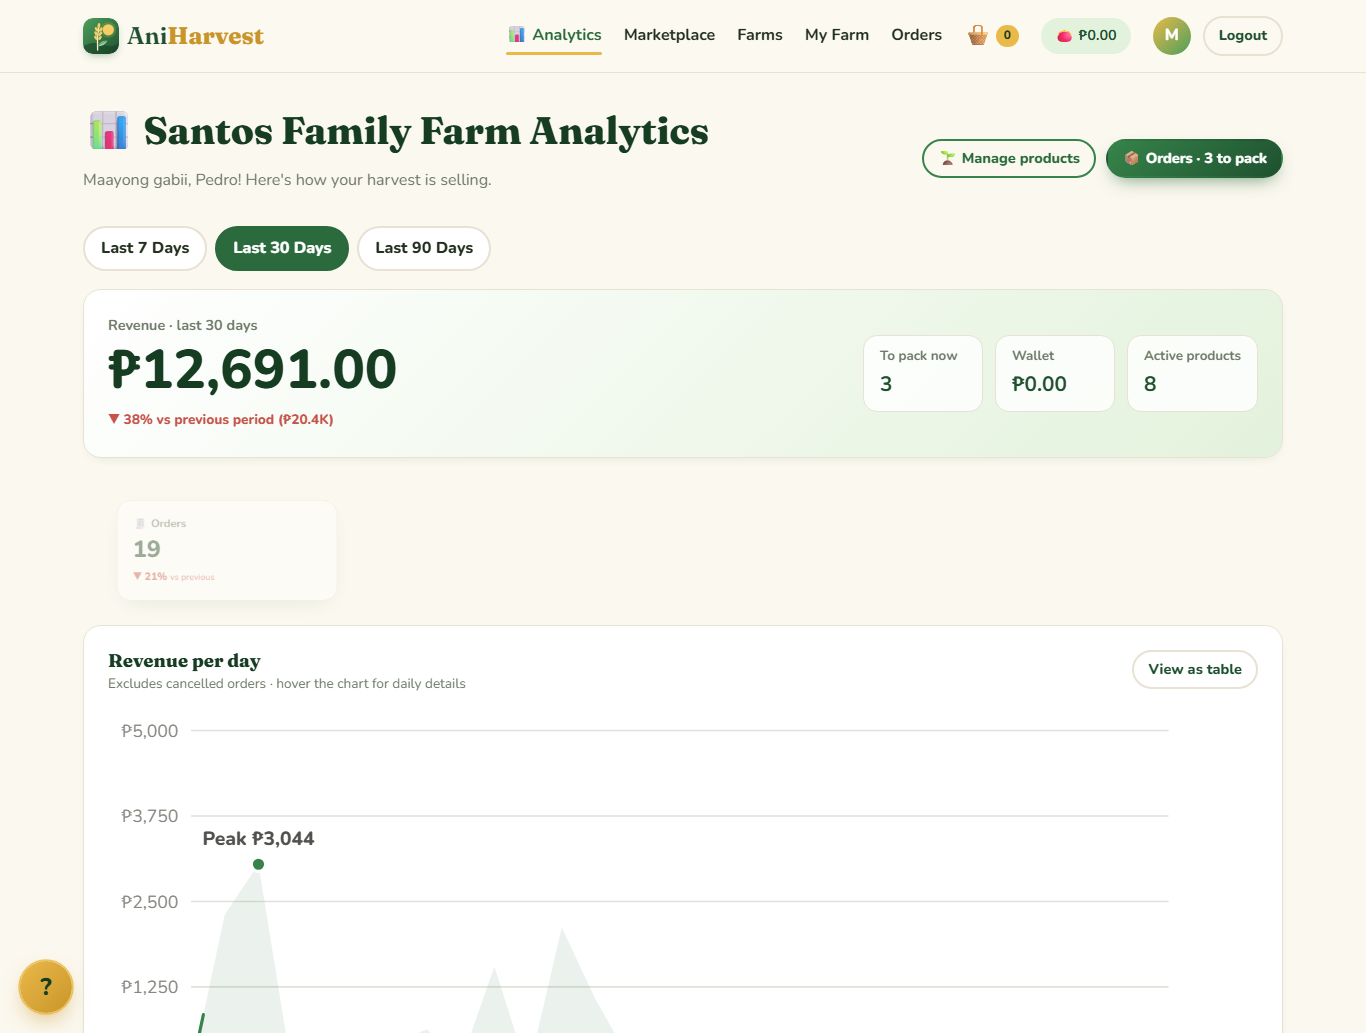 AniHarvest
Analytics
Marketplace
Farms
My Farm
Orders
0
₱0.00
M
Logout
Santos Family Farm Analytics
Maayong gabii, Pedro! Here's how your harvest is selling.
Manage products
Orders · 3 to pack
Last 7 Days
Last 30 Days
Last 90 Days
Revenue · last 30 days
₱12,691.00
▼ 38% vs previous period (₱20.4K)
To pack now
3
Wallet
₱0.00
Active products
8
Orders
19
▼ 21% vs previous
Revenue per day
Excludes cancelled orders · hover the chart for daily details
View as table
₱5,000
₱3,750
Peak ₱3,044
₱2,500
₱1,250
?